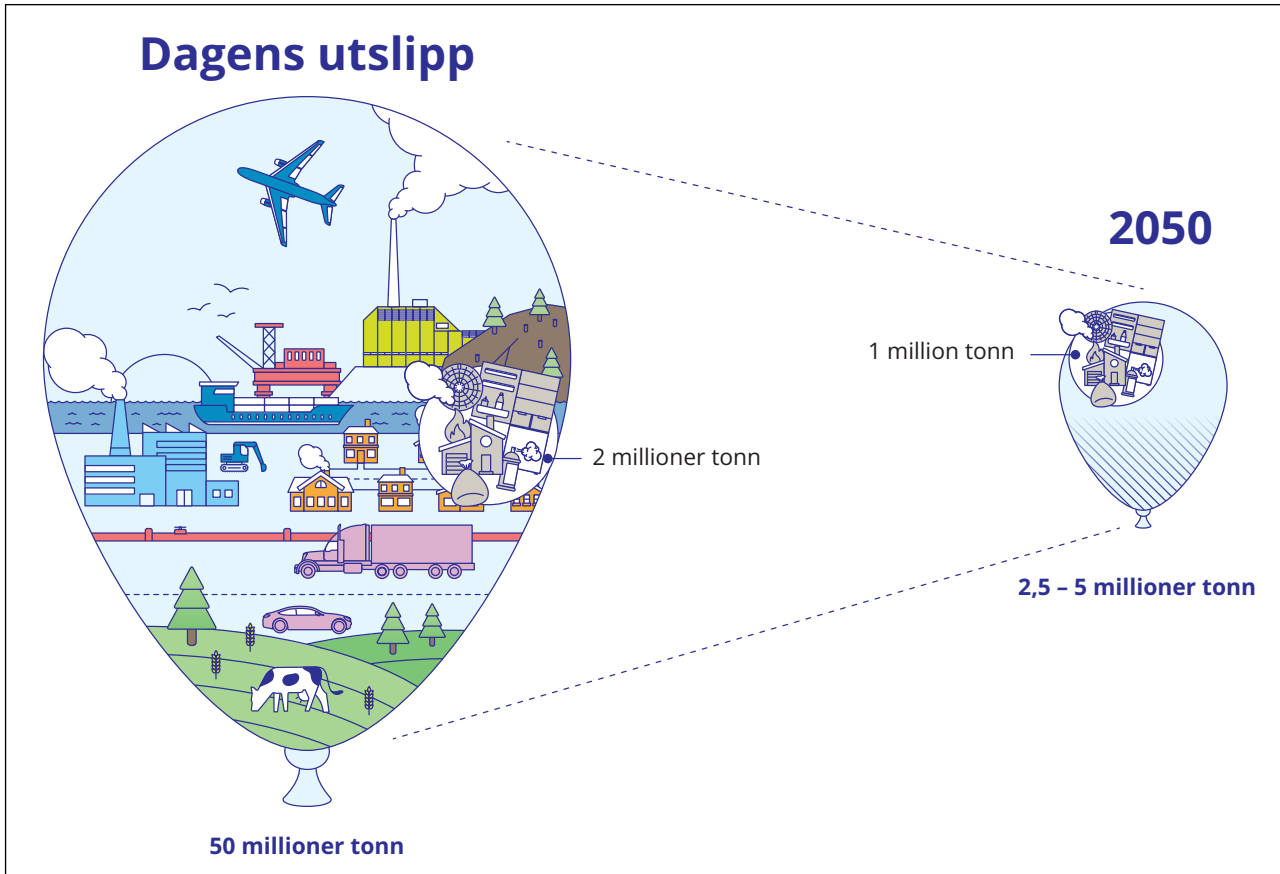 Dagens utslipp
2050
1 million tonn
2 millioner tonn
2,5 – 5 millioner tonn
50 millioner tonn